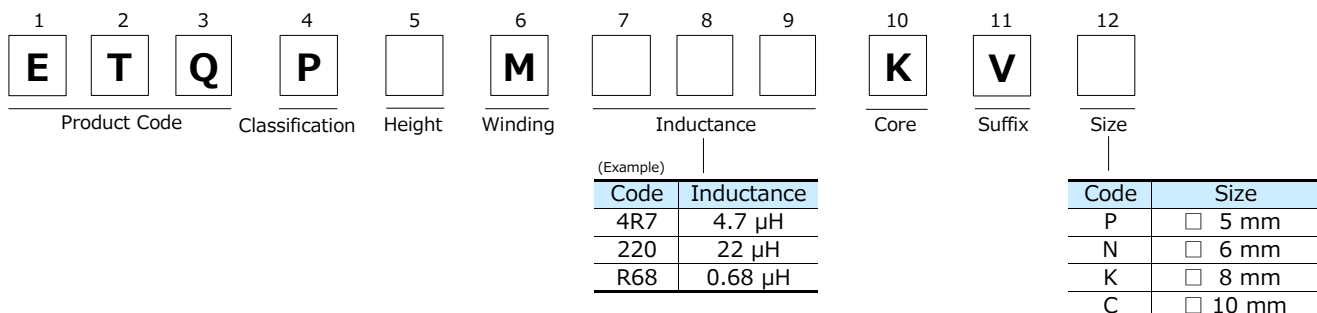 1 2 3 4 5 6 7 8 9 10 11 12
E T Q P M K V
Product Code Classification Height Winding Inductance Core Suffix Size
(Example)
Code Inductance
4R7 4.7 µH
220 22 µH
R68 0.68 µH
Code Size
P □ 5 mm
N □ 6 mm
K □ 8 mm
C □ 10 mm